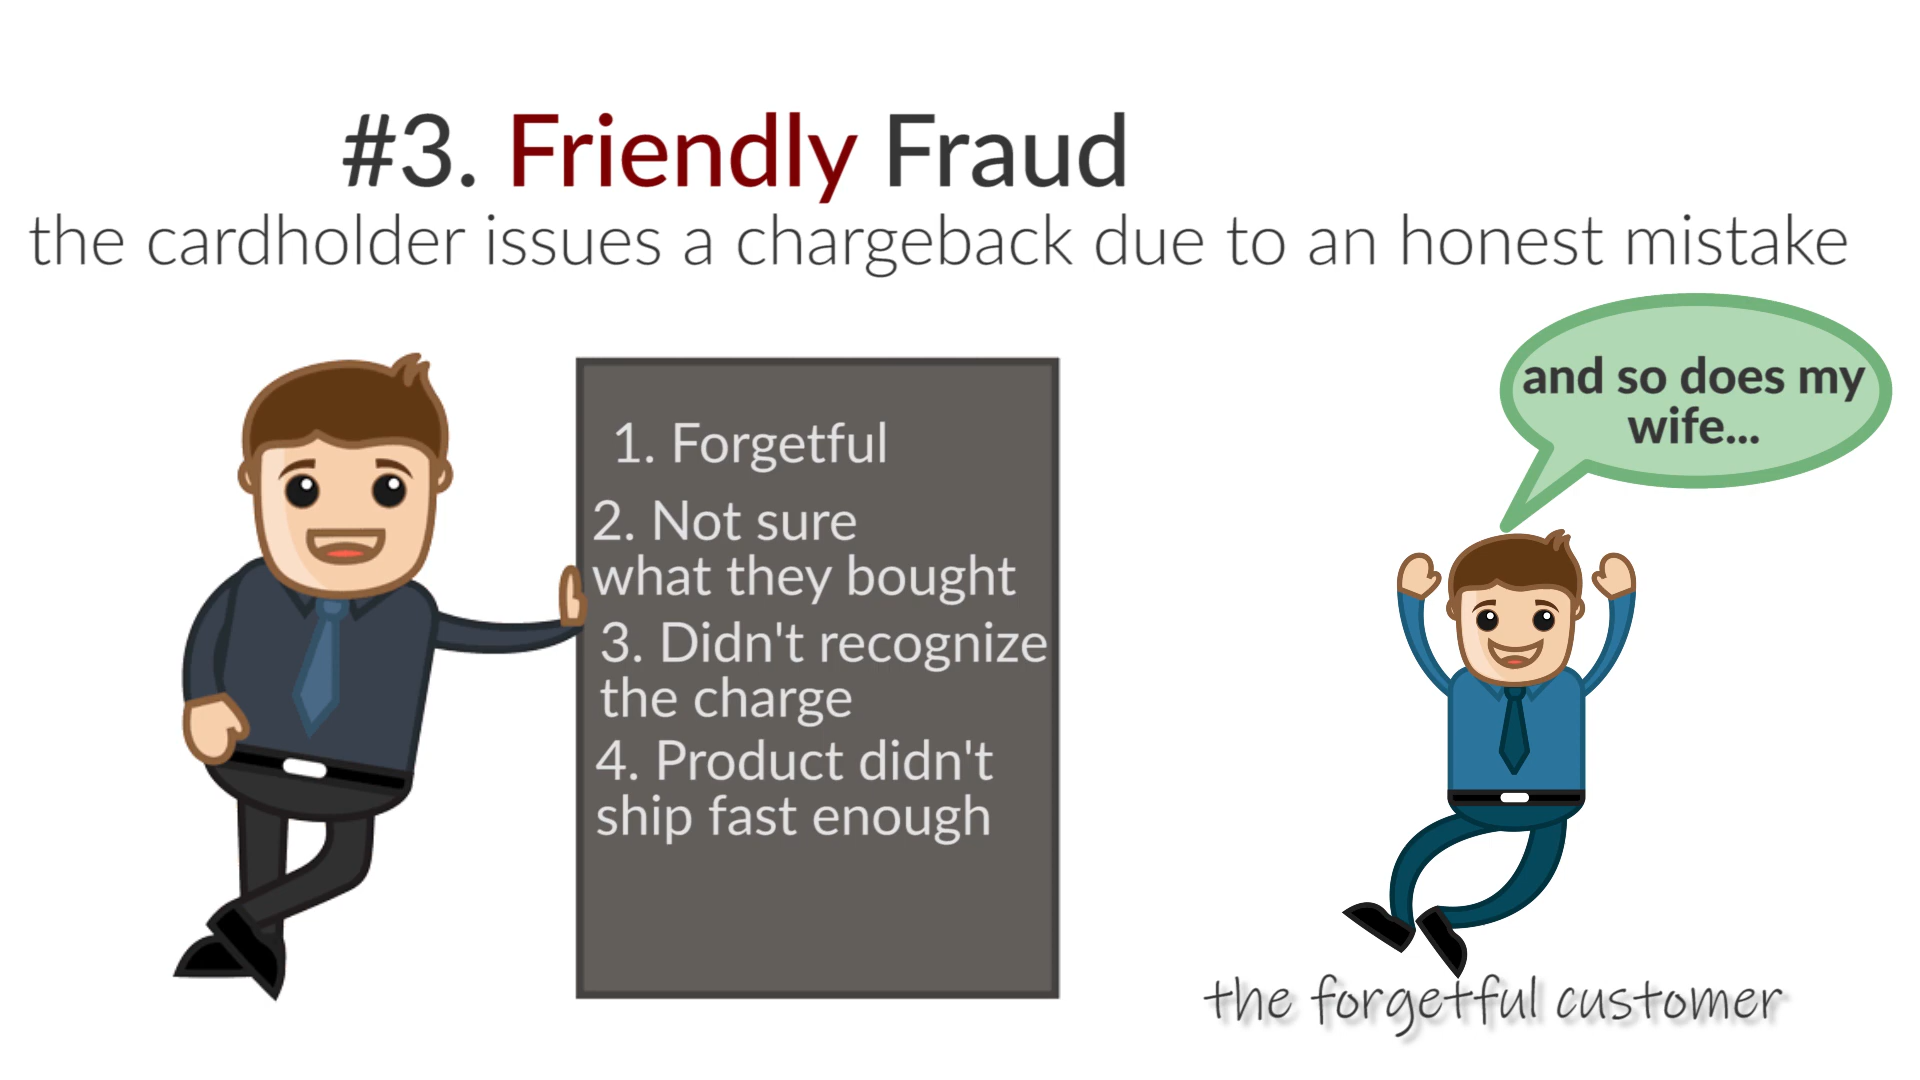 #3. Friendly Fraud
the cardholder issues a chargeback due to an honest mistake
and so does my
wife...
1. Forgetful
2. Not sure
what they bought
3. Didn't recognize
the charge
4. Product didn't
ship fast enough
the forgetful customer